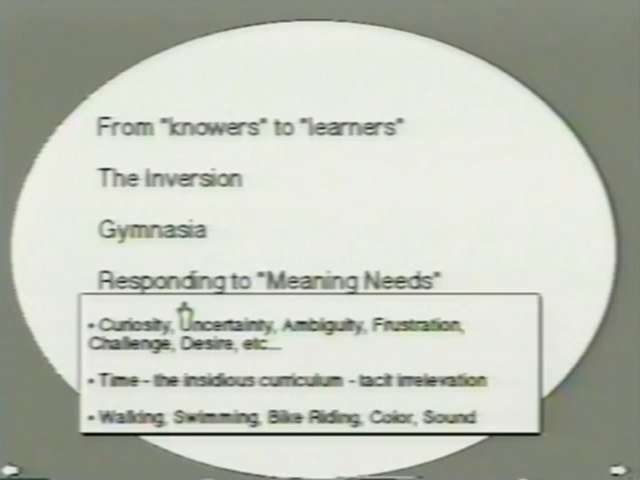 From "knowers" to "learners"
The Inversion
Gymnasia
Responding to "Meaning Needs"
• Curiosity, Uncertainty, Ambiguity, Frustration,
Challenge, Desire, etc...
• Time - the insidious curriculum - tacit irrelevation
• Walking, Swimming, Bike Riding, Color, Sound